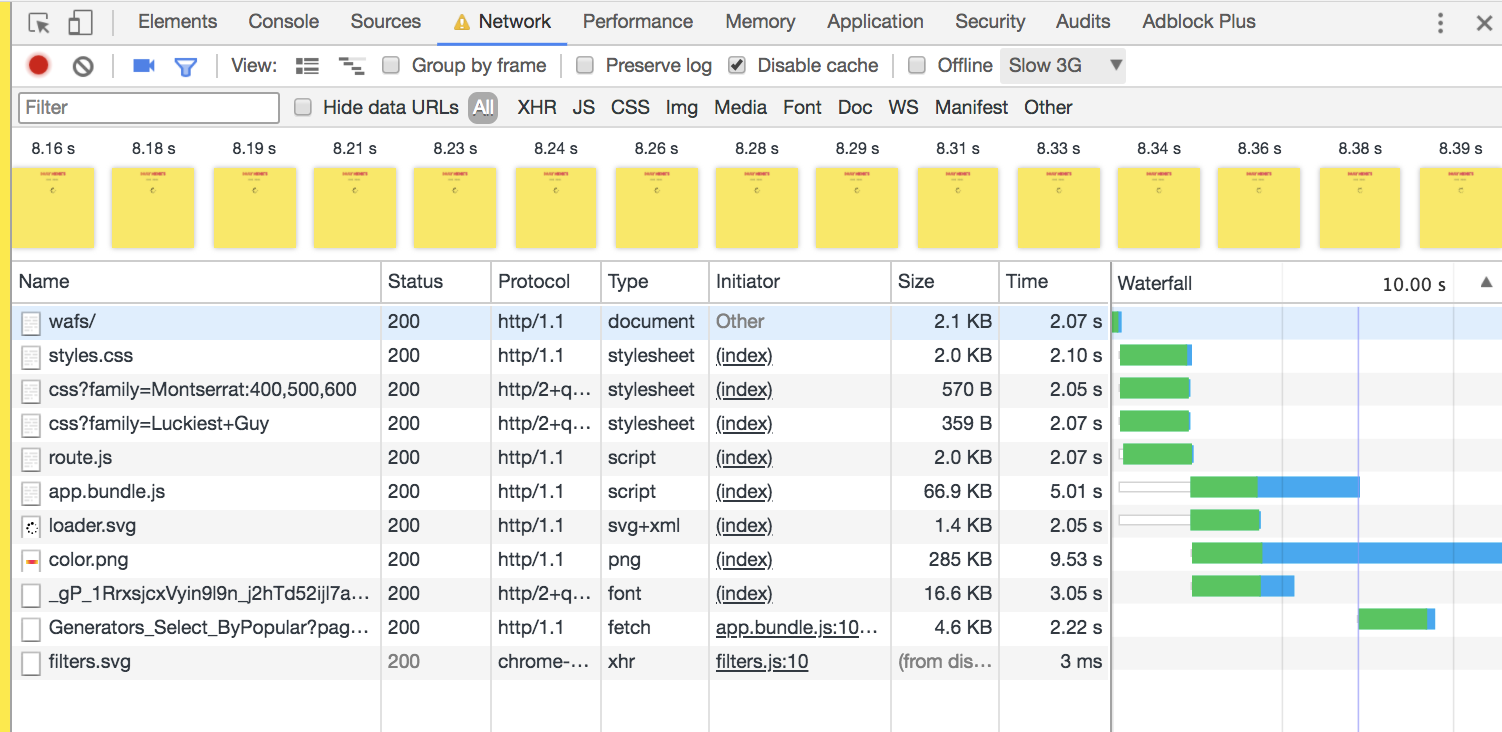 Elements Console Sources Network Performance Memory Application Security Audits Adblock Plus
View: Group by frame Preserve log Disable cache Offline Slow 3G
Filter Hide data URLs All XHR JS CSS Img Media Font Doc WS Manifest Other
8.16 s 8.18 s 8.19 s 8.21 s 8.23 s 8.24 s 8.26 s 8.28 s 8.29 s 8.31 s 8.33 s 8.34 s 8.36 s 8.38 s 8.39 s
Name Status Protocol Type Initiator Size Time Waterfall 10.00 s
wafs/ 200 http/1.1 document Other 2.1 KB 2.07 s
styles.css 200 http/1.1 stylesheet (index) 2.0 KB 2.10 s
css?family=Montserrat:400,500,600 200 http/2+q... stylesheet (index) 570 B 2.05 s
css?family=Luckiest+Guy 200 http/2+q... stylesheet (index) 359 B 2.07 s
route.js 200 http/1.1 script (index) 2.0 KB 2.07 s
app.bundle.js 200 http/1.1 script (index) 66.9 KB 5.01 s
loader.svg 200 http/1.1 svg+xml (index) 1.4 KB 2.05 s
color.png 200 http/1.1 png (index) 285 KB 9.53 s
_gP_1RrxsjcxVyin9l9n_j2hTd52ijl7a... 200 http/2+q... font (index) 16.6 KB 3.05 s
Generators_Select_ByPopular?pag... 200 http/1.1 fetch app.bundle.js:10... 4.6 KB 2.22 s
filters.svg 200 chrome-... xhr filters.js:10 (from dis... 3 ms